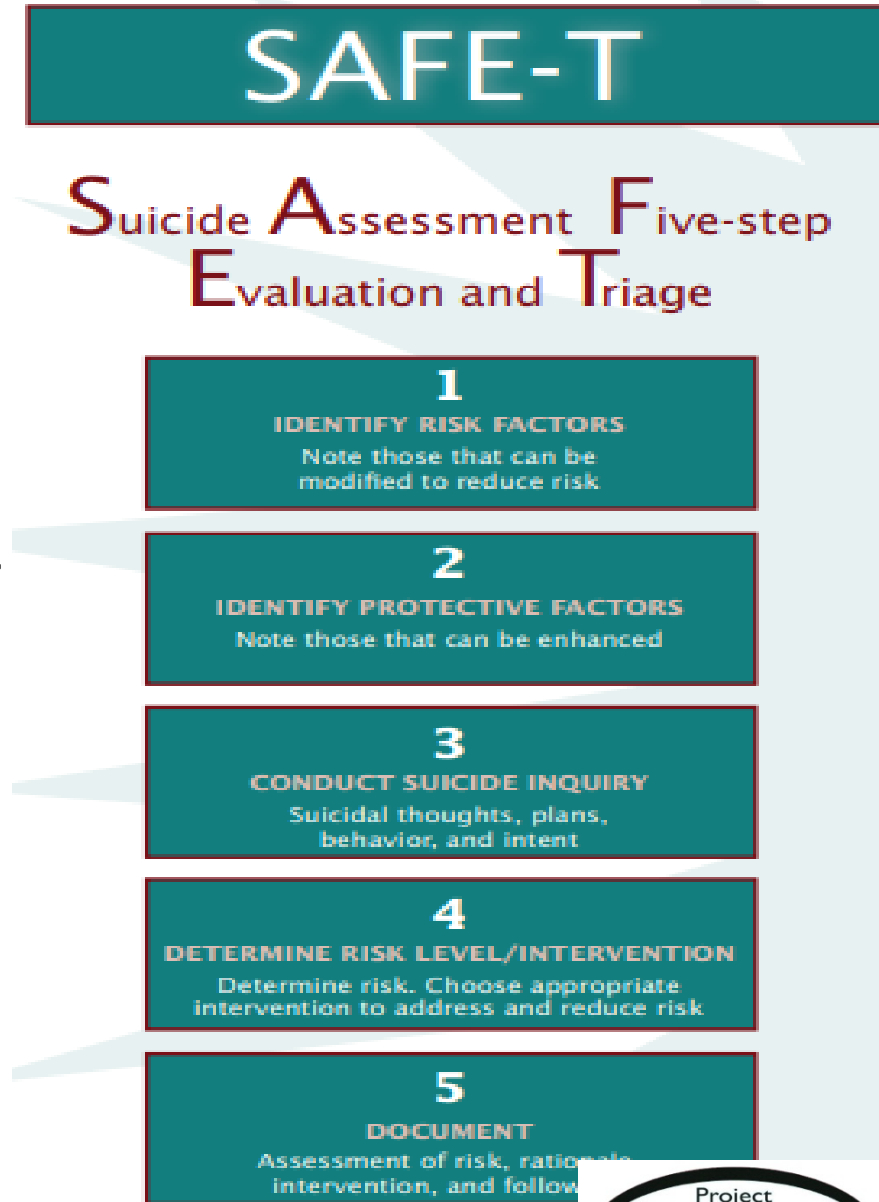 SAFE-T
Suicide Assessment Five-step
Evaluation and Triage
1
IDENTIFY RISK FACTORS
Note those that can be
modified to reduce risk
2
IDENTIFY PROTECTIVE FACTORS
Note those that can be enhanced
3
CONDUCT SUICIDE INQUIRY
Suicidal thoughts, plans,
behavior, and intent
4
DETERMINE RISK LEVEL/INTERVENTION
Determine risk. Choose appropriate
intervention to address and reduce risk
5
DOCUMENT
Assessment of risk, rationale,
intervention, and follow
Project